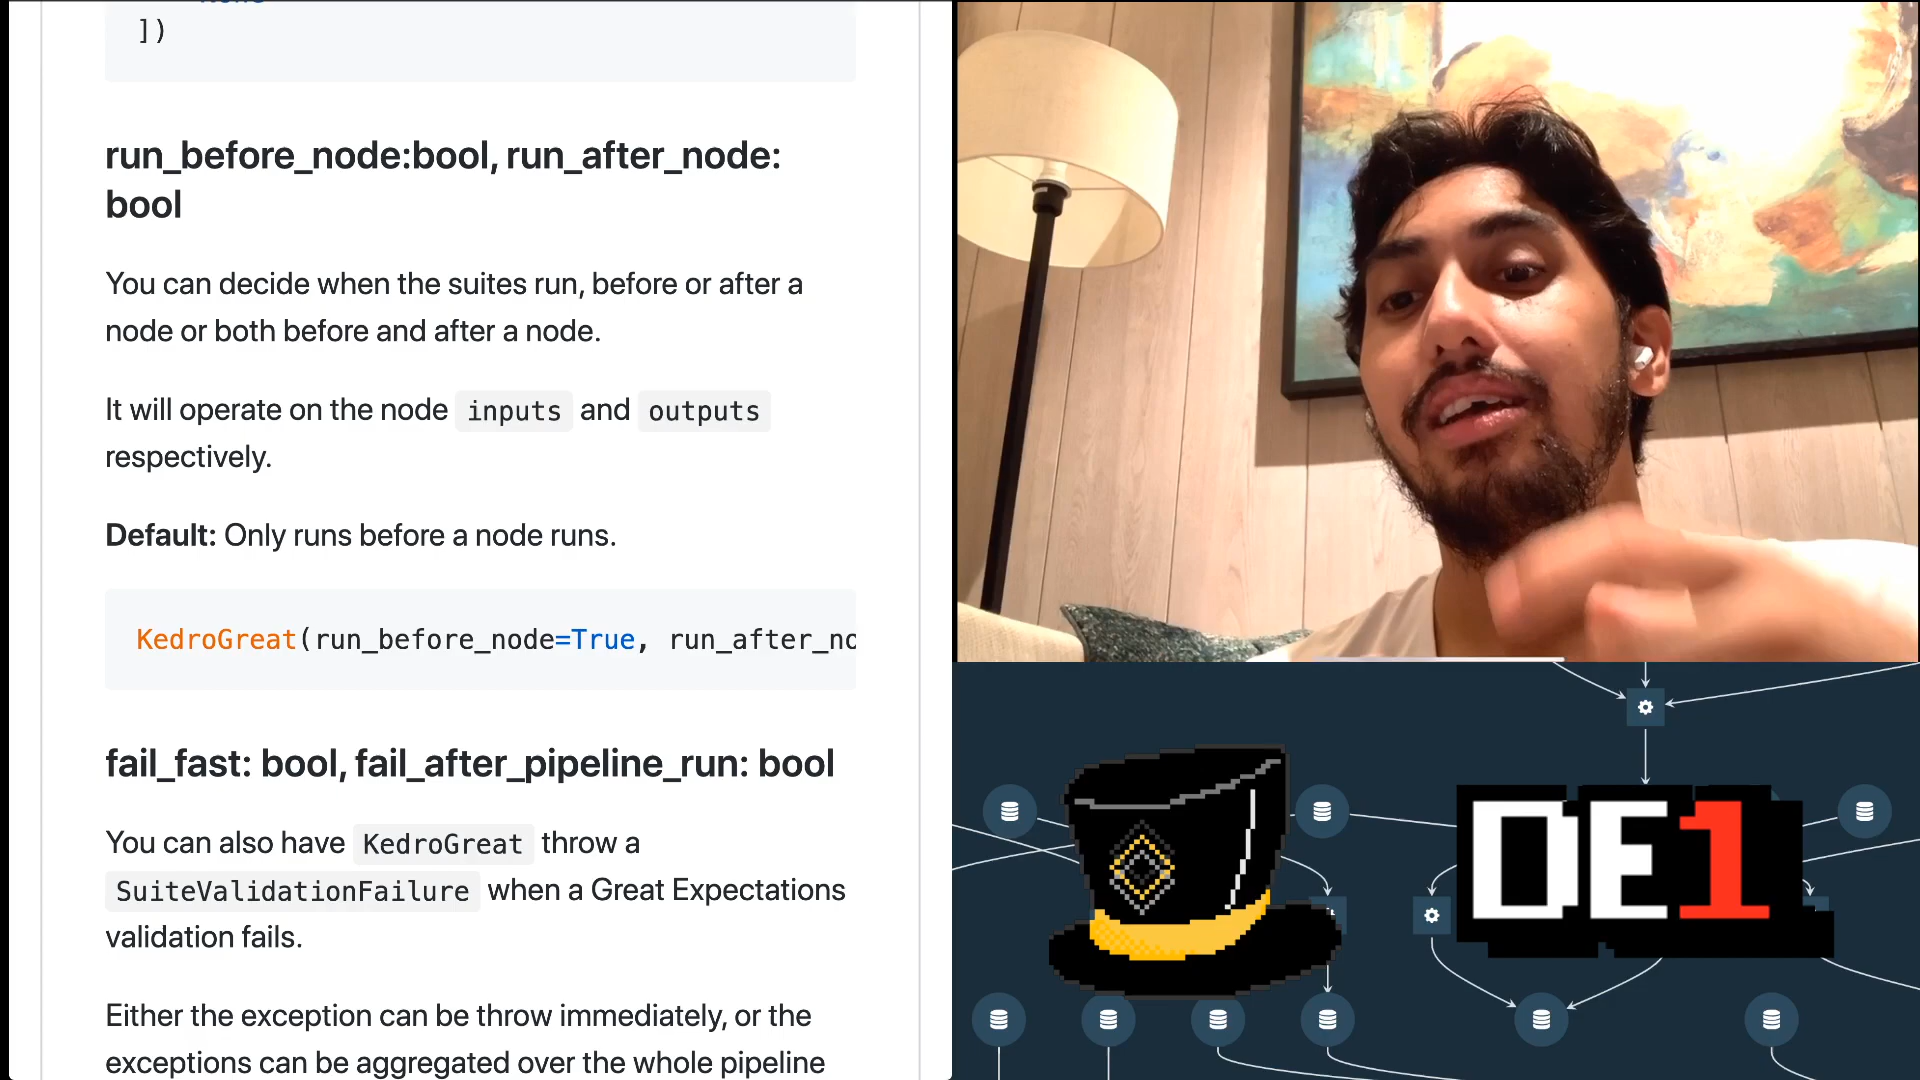 ])
run_before_node:bool, run_after_node:
bool
You can decide when the suites run, before or after a
node or both before and after a node.
It will operate on the node inputs and outputs
respectively.
Default: Only runs before a node runs.
KedroGreat(run_before_node=True, run_after_no
fail_fast: bool, fail_after_pipeline_run: bool
You can also have KedroGreat throw a
SuiteValidationFailure when a Great Expectations
validation fails.
Either the exception can be throw immediately, or the
exceptions can be aggregated over the whole pipeline
DE1